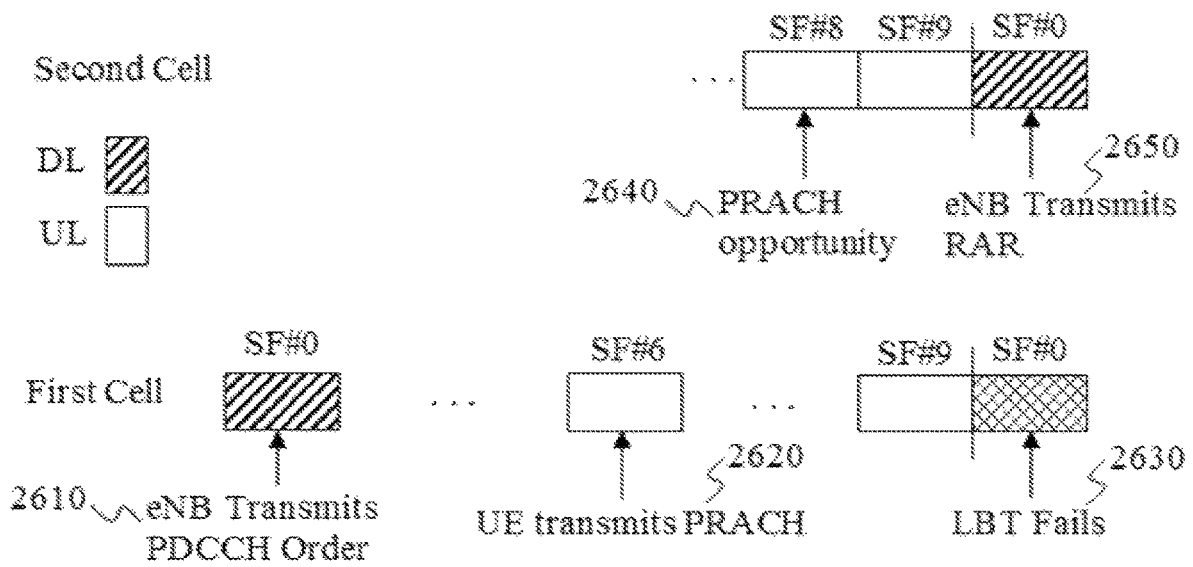 SF#8 SF#9 SF#0
Second Cell
. . .
DL
2650
2640
PRACH
opportunity
eNB Transmits
RAR
UL
SF#0
SF#6
SF#9 SF#0
First Cell
. . .
. . .
2620
2630
2610
eNB Transmits
PDCCH Order
UE transmits PRACH
LBT Fails